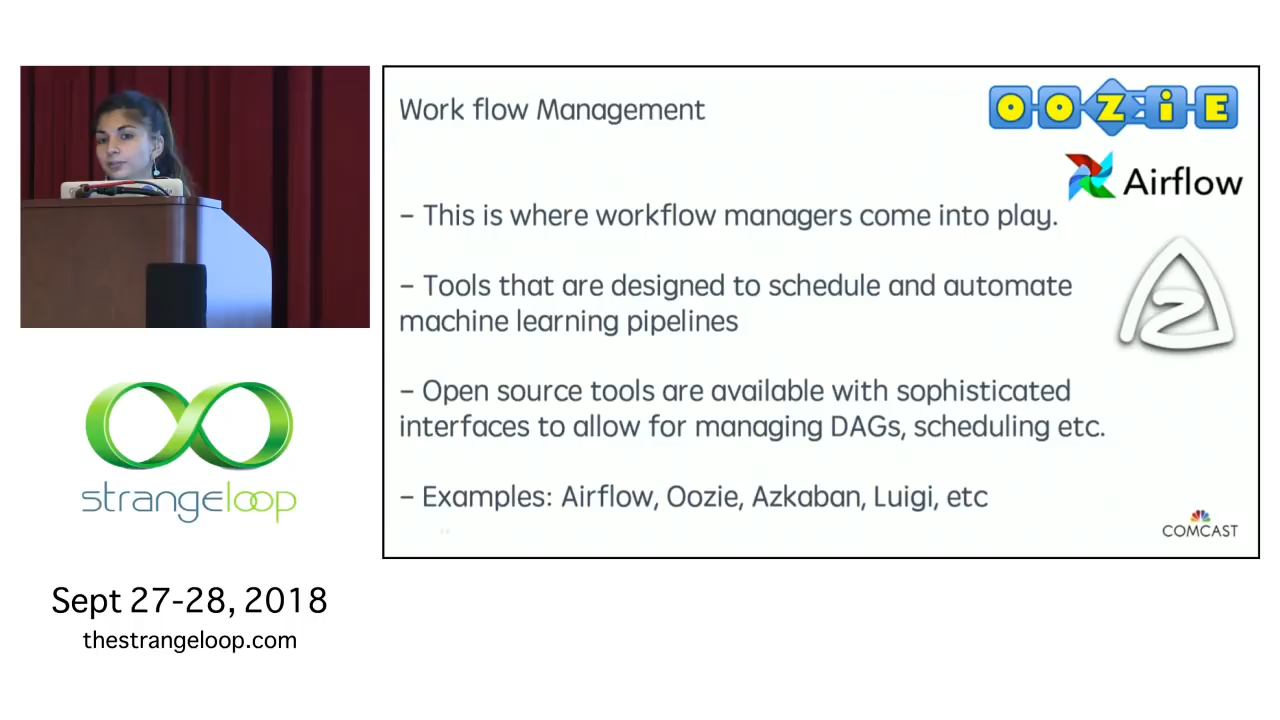 Work flow Management
OOZiE
Airflow
– This is where workflow managers come into play.
– Tools that are designed to schedule and automate
machine learning pipelines
– Open source tools are available with sophisticated
interfaces to allow for managing DAGs, scheduling etc.
– Examples: Airflow, Oozie, Azkaban, Luigi, etc
COMCAST
strangeloop
Sept 27-28, 2018
thestrangeloop.com